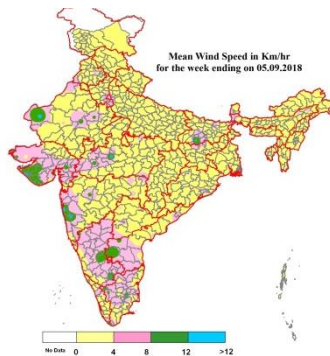 Mean Wind Speed in Km/hr
for the week ending on 05.09.2018
No Data 0 4 8 12 >12